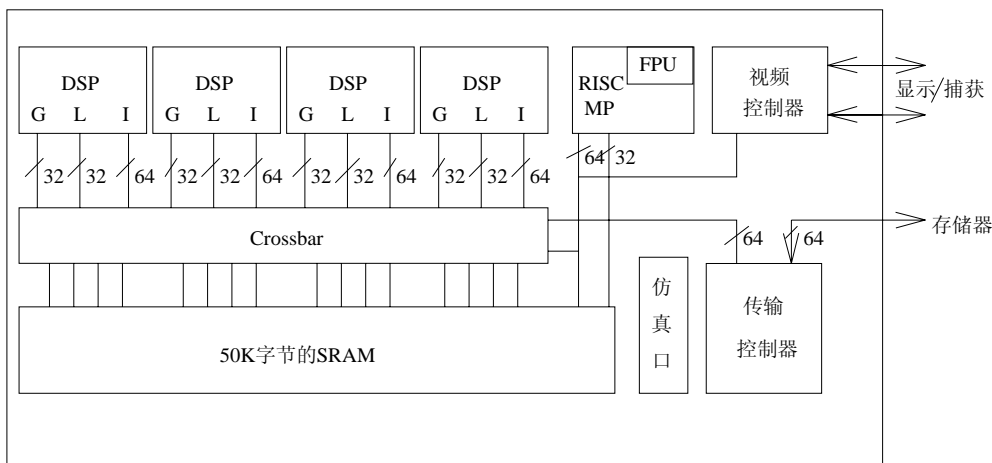 DSP DSP DSP DSP RISC MP FPU 视频控制器
G L I G L I G L I G L I
显示/捕获
32 32 64 32 32 64 32 32 64 32 32 64 64 32
Crossbar
64 64 存储器
50K字节的SRAM
仿真口
传输控制器